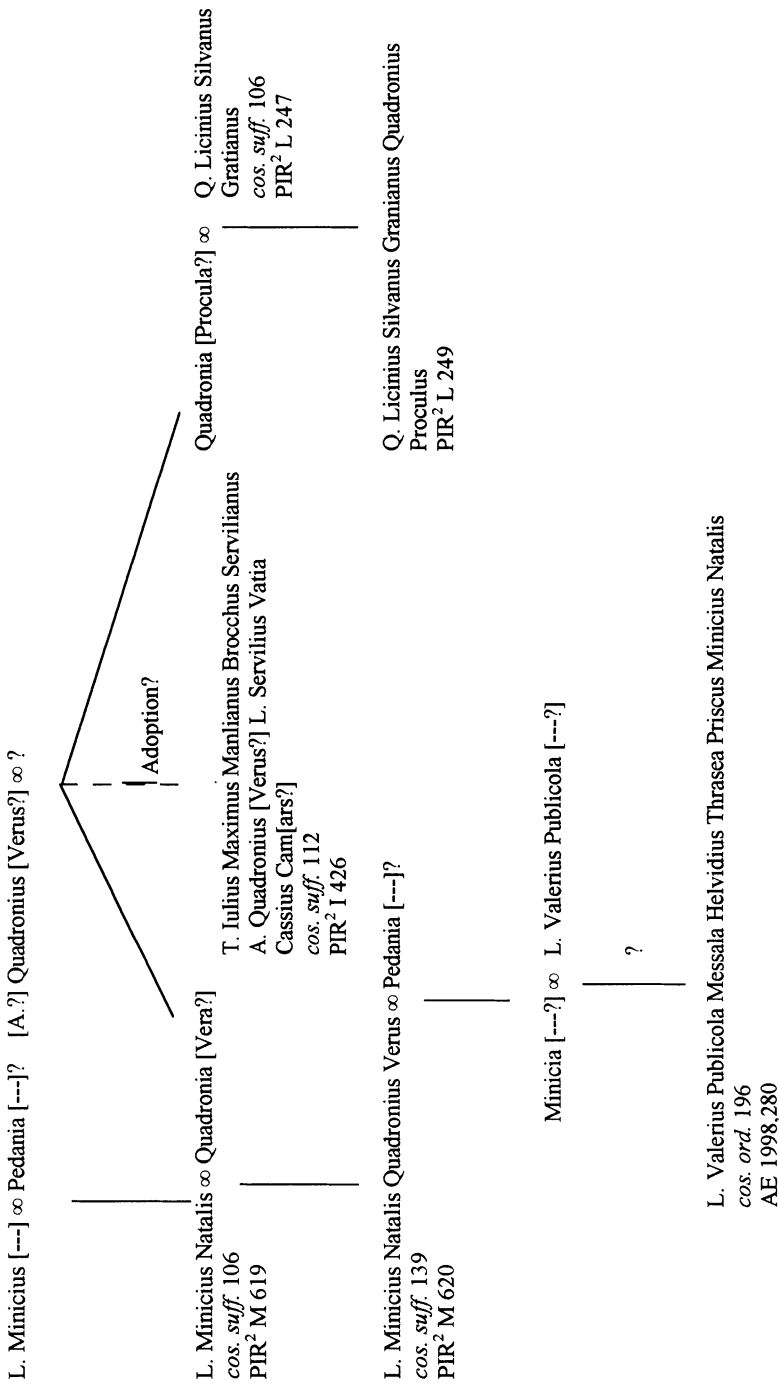 L. Minicius [---] ∞ Pedania [---]? [A.?] Quadronius [Verus?] ∞ ?
Adoption?
L. Minicius Natalis ∞ Quadronia [Vera?]
cos. suff. 106
PIR² M 619
T. Iulius Maximus Manlianus Brocchus Servilianus
A. Quadronius [Verus?] L. Servilius Vatia
Cassius Cam[ars?]
cos. suff. 112
PIR² I 426
Quadronia [Procula?] ∞
Q. Licinius Silvanus
Gratianus
cos. suff. 106
PIR² L 247
L. Minicius Natalis Quadronius Verus ∞ Pedania [---]?
cos. suff. 139
PIR² M 620
Q. Licinius Silvanus Granianus Quadronius
Proculus
PIR² L 249
Minicia [---?] ∞ L. Valerius Publicola [---?]
?
L. Valerius Publicola Messala Helvidius Thrasea Priscus Minicius Natalis
cos. ord. 196
AE 1998,280